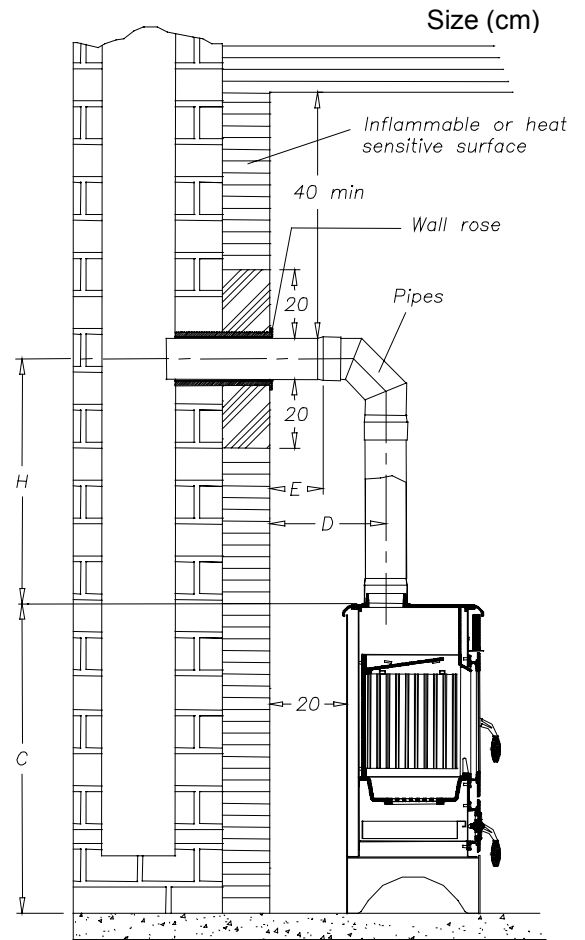 Size (cm)
Inflammable or heat
sensitive surface
40 min
Wall rose
20
Pipes
20
H
E
D
20
C